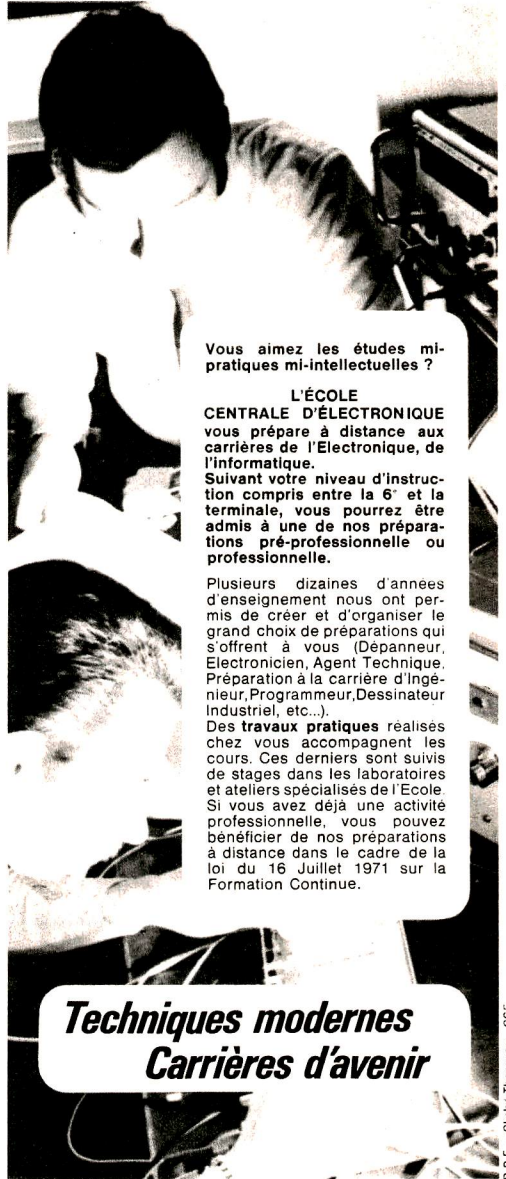 Vous aimez les études mi-
pratiques mi-intellectuelles ?
L'ÉCOLE
CENTRALE D'ÉLECTRONIQUE
vous prépare à distance aux
carrières de l'Electronique, de
l'informatique.
Suivant votre niveau d'instruc-
tion compris entre la 6e et la
terminale, vous pourrez être
admis à une de nos prépara-
tions pré-professionnelle ou
professionnelle.
Plusieurs dizaines d'années
d'enseignement nous ont per-
mis de créer et d'organiser le
grand choix de préparations qui
s'offrent à vous (Dépanneur,
Electronicien, Agent Technique,
Préparation à la carrière d'Ingé-
nieur,Programmeur,Dessinateur
Industriel, etc...).
Des travaux pratiques réalisés
chez vous accompagnent les
cours. Ces derniers sont suivis
de stages dans les laboratoires
et ateliers spécialisés de l'Ecole.
Si vous avez déjà une activité
professionnelle, vous pouvez
bénéficier de nos préparations
à distance dans le cadre de la
loi du 16 Juillet 1971 sur la
Formation Continue.
Techniques modernes
Carrières d'avenir